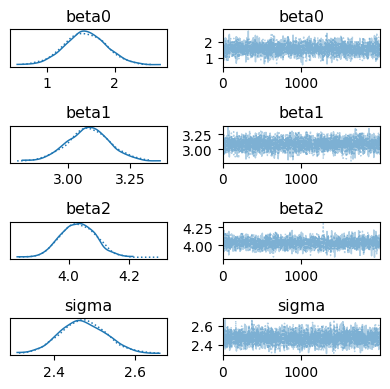 beta0 beta0
2
1
1 2 0 1000
beta1 beta1
3.25
3.00
3.00 3.25 0 1000
beta2 beta2
4.25
4.00
4.0 4.2 0 1000
sigma sigma
2.6
2.4
2.4 2.6 0 1000